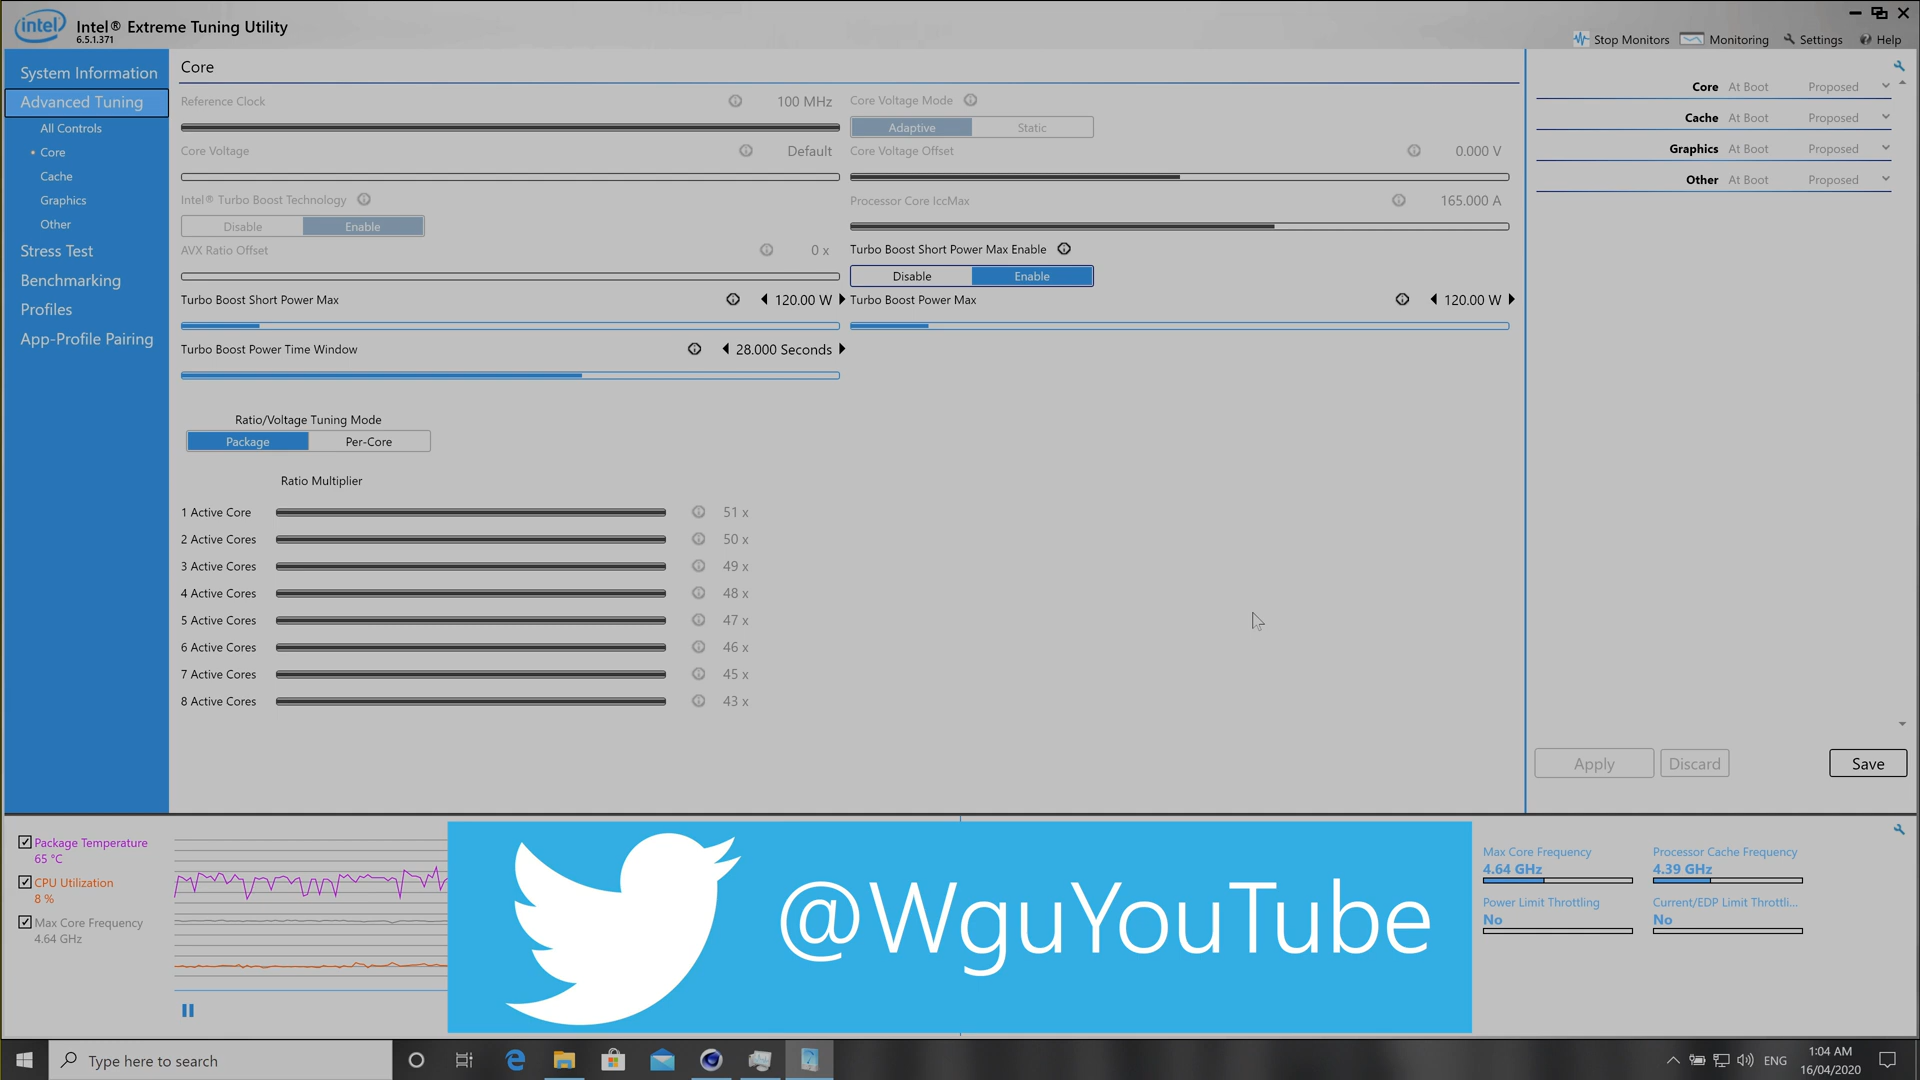 intel Intel® Extreme Tuning Utility
6.5.1.371
Stop Monitors Monitoring Settings Help
System Information
Advanced Tuning
All Controls
Core
Cache
Graphics
Other
Stress Test
Benchmarking
Profiles
App-Profile Pairing
Core
Reference Clock 100 MHz
Core Voltage Mode
Adaptive Static
Core Voltage Default
Core Voltage Offset 0.000 V
Intel® Turbo Boost Technology
Disable Enable
Processor Core IccMax 165.000 A
AVX Ratio Offset 0 x
Turbo Boost Short Power Max Enable
Disable Enable
Turbo Boost Short Power Max 120.00 W
Turbo Boost Power Max 120.00 W
Turbo Boost Power Time Window 28.000 Seconds
Ratio/Voltage Tuning Mode
Package Per-Core
Ratio Multiplier
1 Active Core 51 x
2 Active Cores 50 x
3 Active Cores 49 x
4 Active Cores 48 x
5 Active Cores 47 x
6 Active Cores 46 x
7 Active Cores 45 x
8 Active Cores 43 x
Core At Boot Proposed
Cache At Boot Proposed
Graphics At Boot Proposed
Other At Boot Proposed
Apply Discard Save
Package Temperature
65 °C
CPU Utilization
8 %
Max Core Frequency
4.64 GHz
@WguYouTube
Max Core Frequency
4.64 GHz
Processor Cache Frequency
4.39 GHz
Power Limit Throttling
No
Current/EDP Limit Throttli...
No
Type here to search
ENG
1:04 AM
16/04/2020